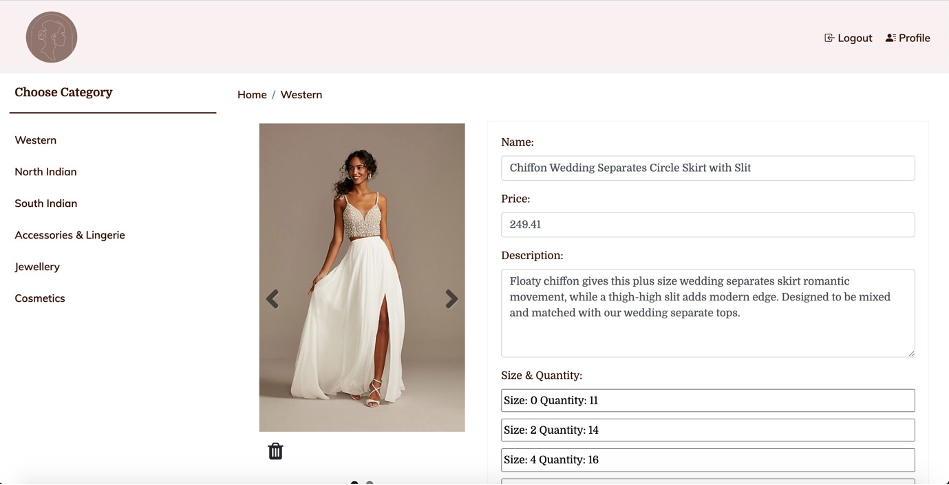 Logout Profile
Choose Category
Home / Western
Western
North Indian
South Indian
Accessories & Lingerie
Jewellery
Cosmetics
Name:
Chiffon Wedding Separates Circle Skirt with Slit
Price:
249.41
Description:
Floaty chiffon gives this plus size wedding separates skirt romantic
movement, while a thigh-high slit adds modern edge. Designed to be mixed
and matched with our wedding separate tops.
Size & Quantity:
Size: 0 Quantity: 11
Size: 2 Quantity: 14
Size: 4 Quantity: 16